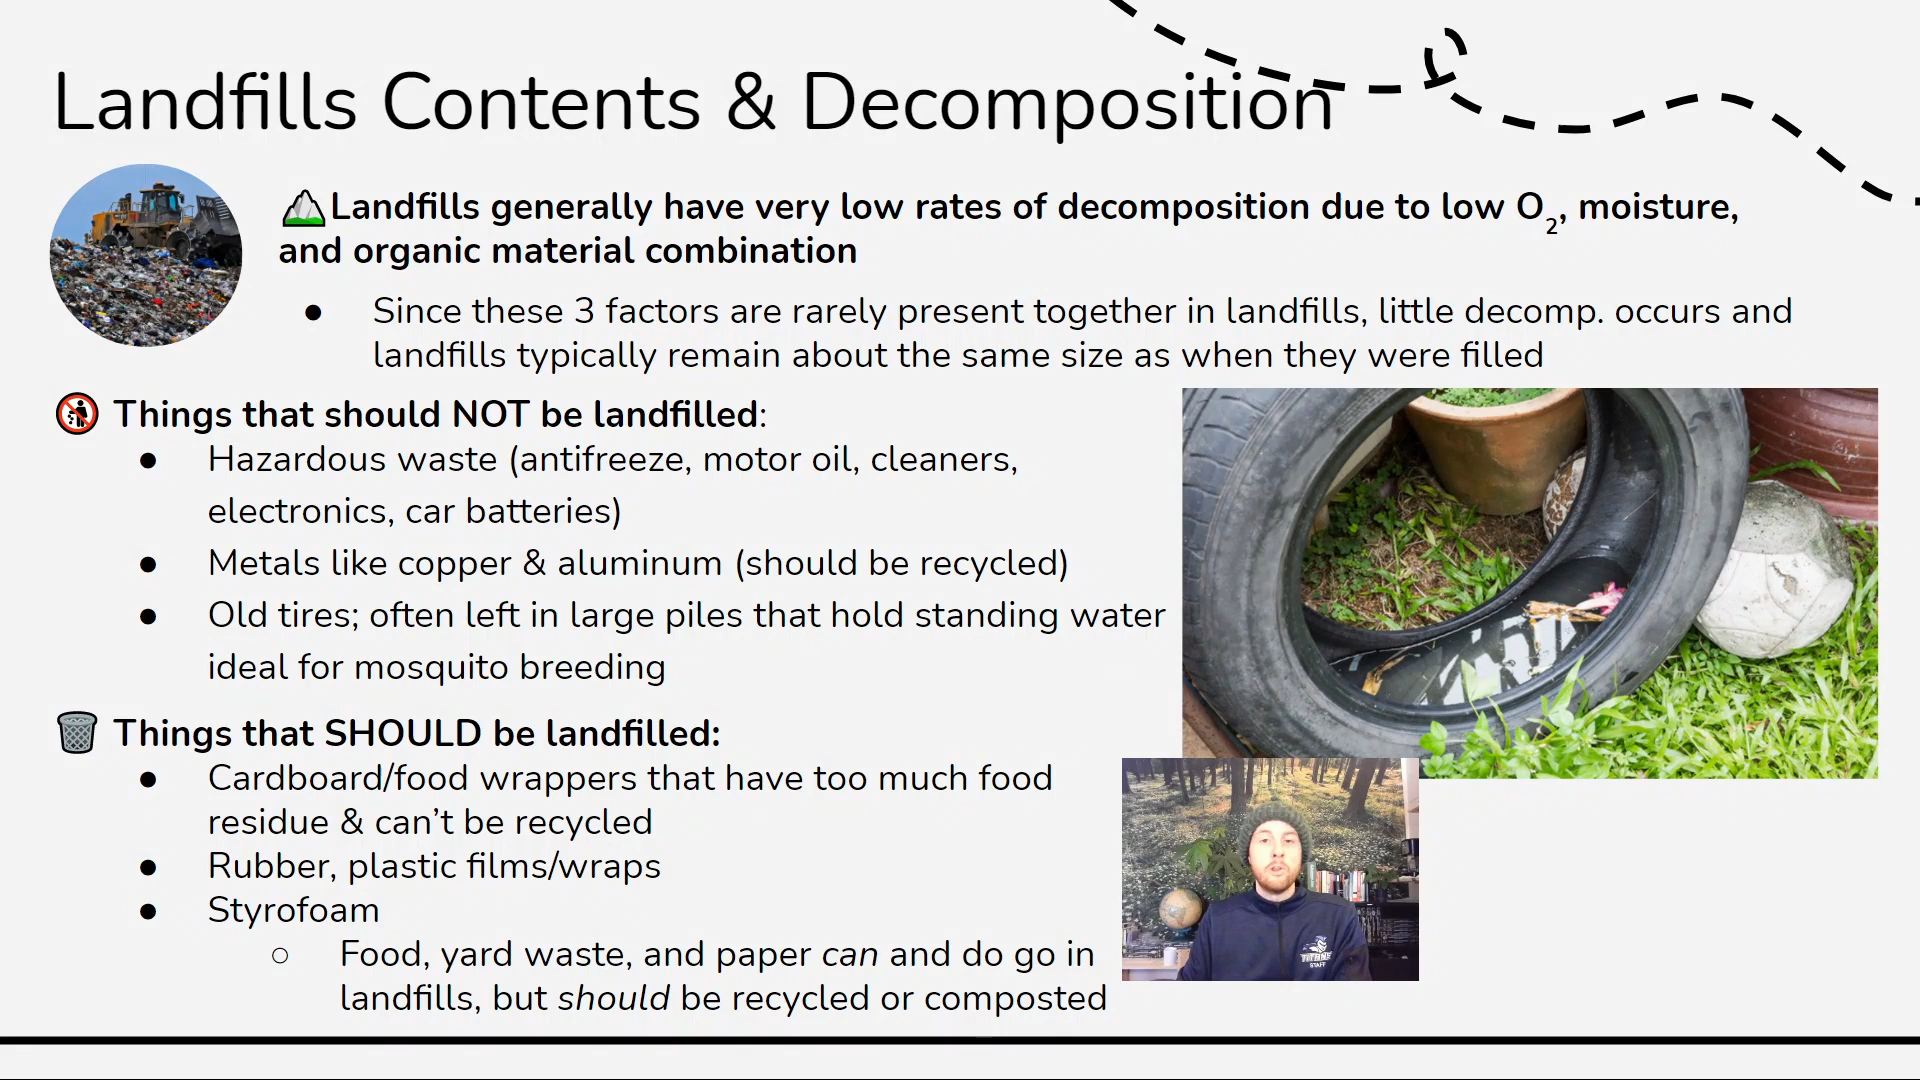 Landfills Contents & Decomposition
Landfills generally have very low rates of decomposition due to low O₂, moisture,
and organic material combination
● Since these 3 factors are rarely present together in landfills, little decomp. occurs and
landfills typically remain about the same size as when they were filled
Things that should NOT be landfilled:
● Hazardous waste (antifreeze, motor oil, cleaners,
electronics, car batteries)
● Metals like copper & aluminum (should be recycled)
● Old tires; often left in large piles that hold standing water
ideal for mosquito breeding
Things that SHOULD be landfilled:
● Cardboard/food wrappers that have too much food
residue & can’t be recycled
● Rubber, plastic films/wraps
● Styrofoam
○ Food, yard waste, and paper can and do go in
landfills, but should be recycled or composted
TITANS
STAFF